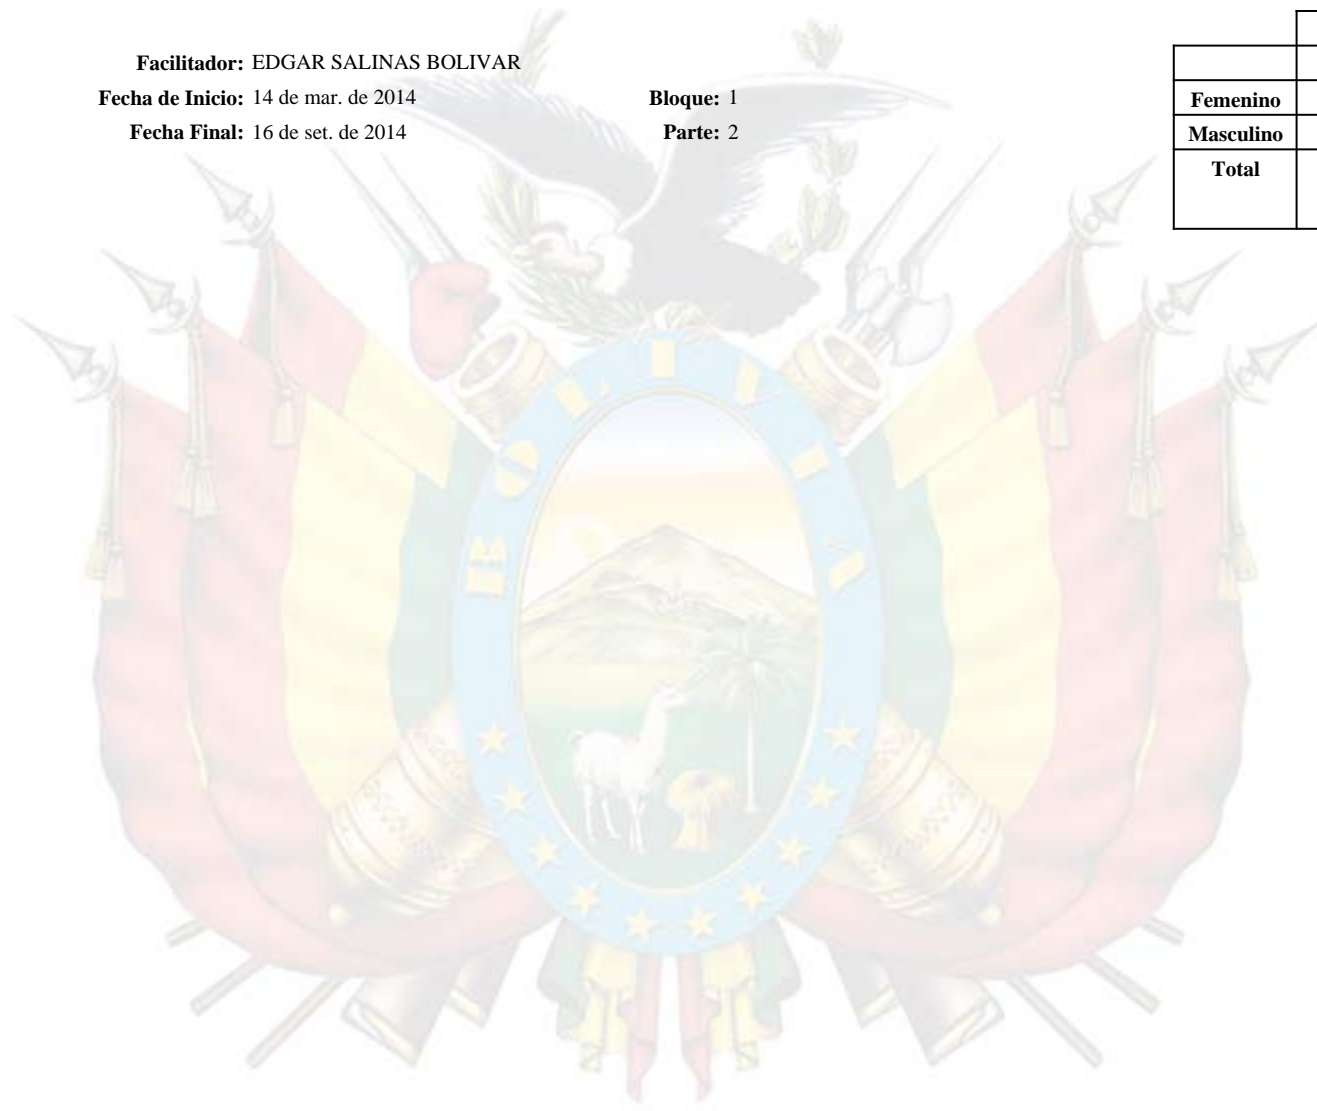 Facilitador: EDGAR SALINAS BOLIVAR
Fecha de Inicio: 14 de mar. de 2014 Bloque: 1
Fecha Final: 16 de set. de 2014 Parte: 2
Femenino
Masculino
Total
BOLIVIA